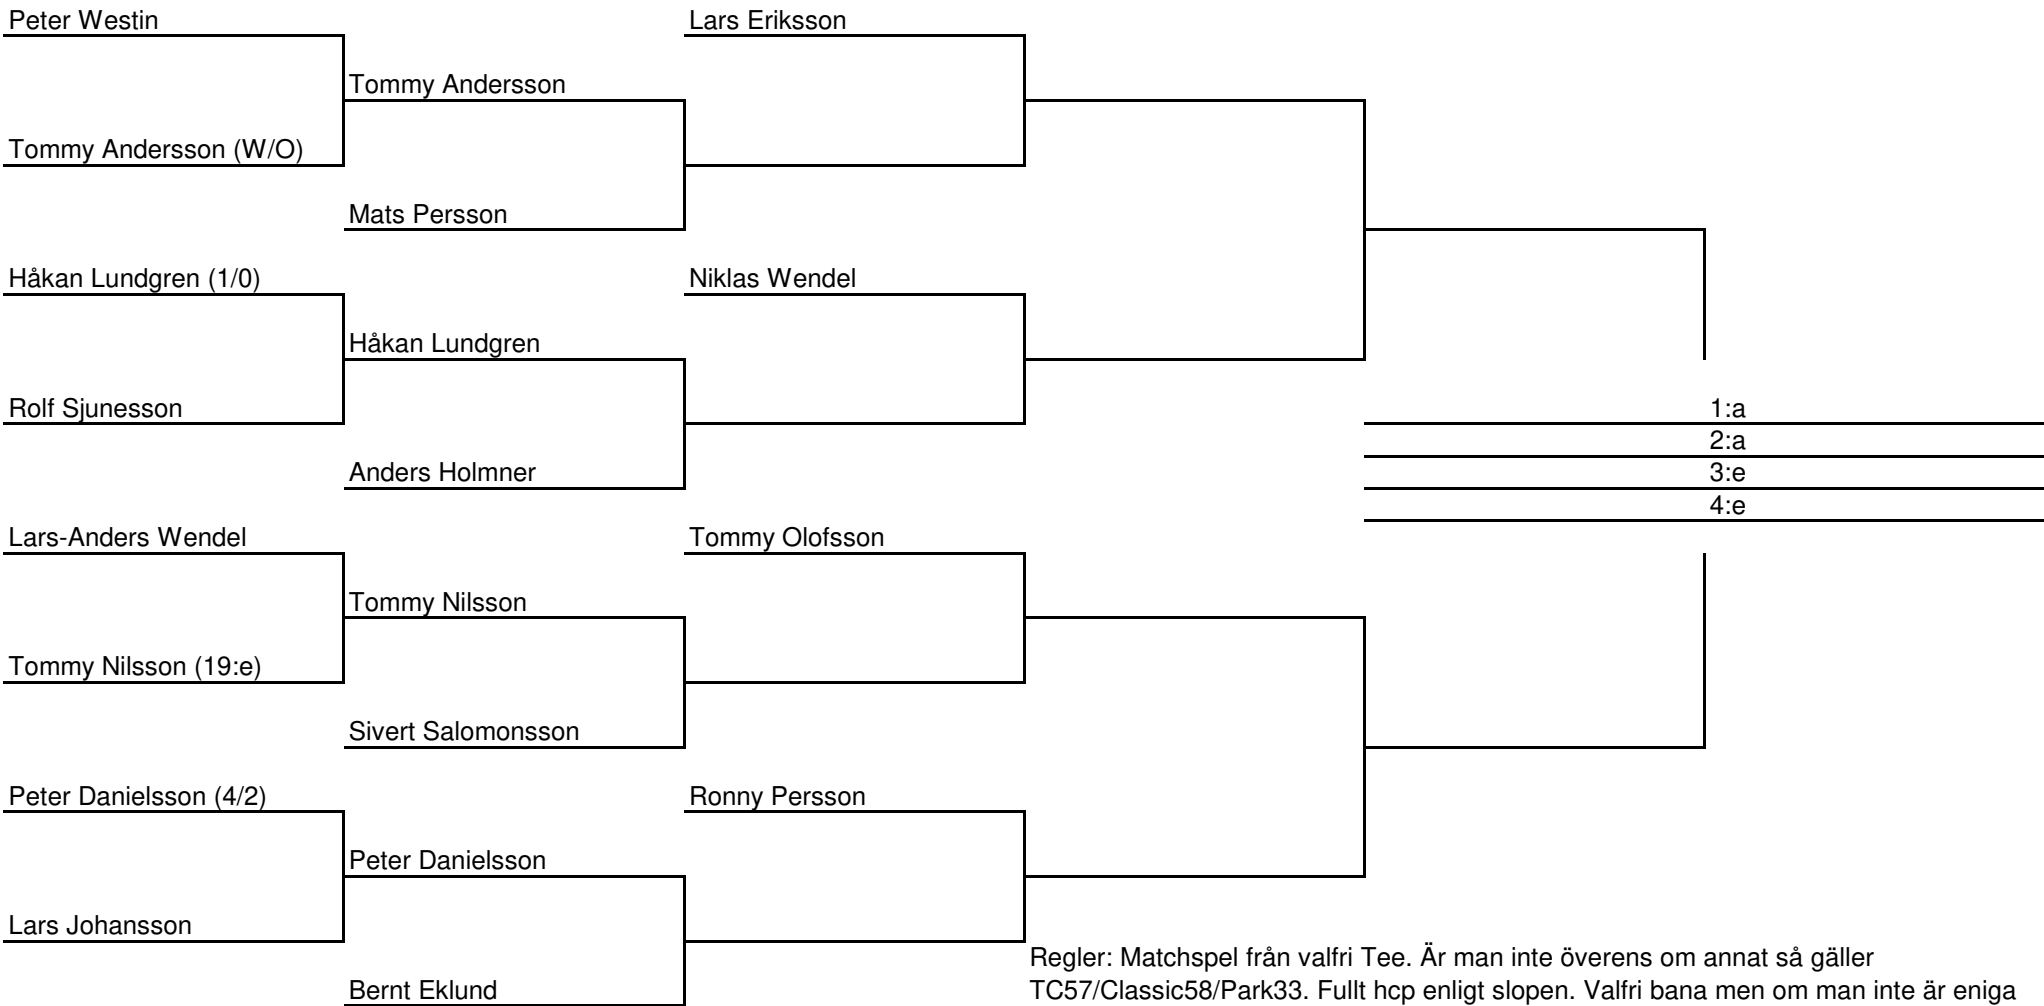 Peter Westin
Lars Eriksson
Tommy Andersson
Tommy Andersson (W/O)
Mats Persson
Håkan Lundgren (1/0)
Niklas Wendel
Håkan Lundgren
Rolf Sjunesson
1:a
2:a
Anders Holmner
3:e
4:e
Lars-Anders Wendel
Tommy Olofsson
Tommy Nilsson
Tommy Nilsson (19:e)
Sivert Salomonsson
Peter Danielsson (4/2)
Ronny Persson
Peter Danielsson
Lars Johansson
Bernt Eklund
Regler: Matchspel från valfri Tee. Är man inte överens om annat så gäller
TC57/Classic58/Park33. Fullt hcp enligt slopen. Valfri bana men om man inte är eniga